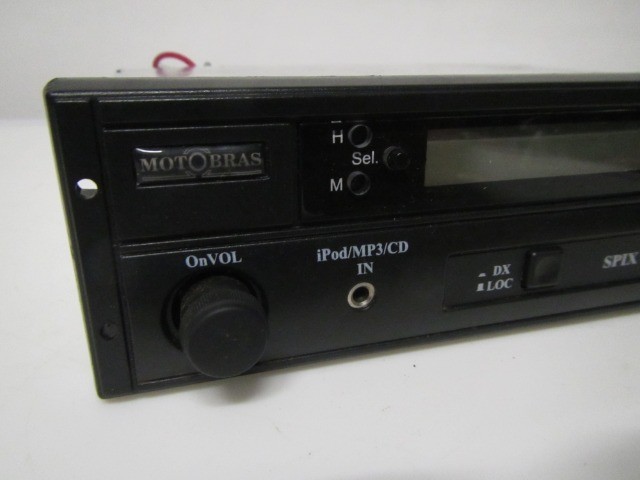 MOTOBRAS
H
Sel.
M
OnVOL
iPod/MP3/CD
IN
DX
LOC
SPIX